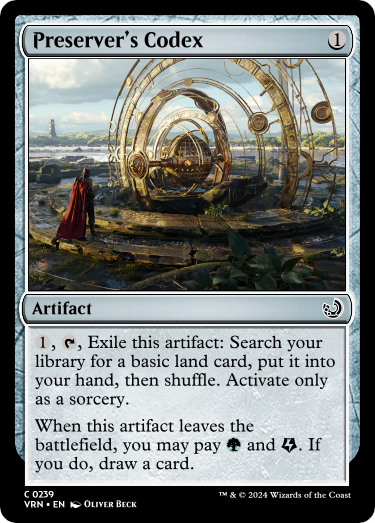 Preserver's Codex
1
Artifact
1, , Exile this artifact: Search your
library for a basic land card, put it into
your hand, then shuffle. Activate only
as a sorcery.
When this artifact leaves the
battlefield, you may pay and . If
you do, draw a card.
C 0239
VRN • EN Oliver Beck
™ & © 2024 Wizards of the Coast